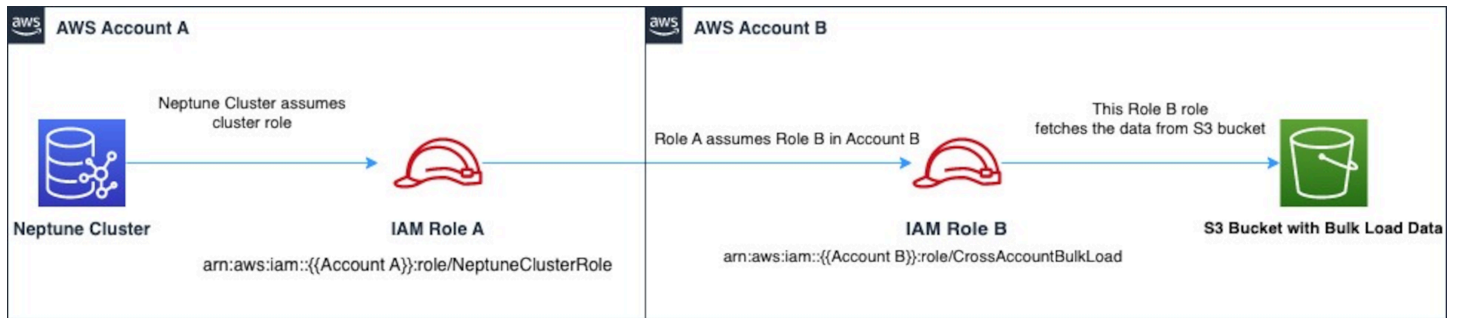 aws
AWS Account A
aws
AWS Account B
Neptune Cluster assumes
cluster role
Role A assumes Role B in Account B
This Role B role
fetches the data from S3 bucket
Neptune Cluster
IAM Role A
IAM Role B
S3 Bucket with Bulk Load Data
arn:aws:iam::{{Account A}}:role/NeptuneClusterRole
arn:aws:iam::{{Account B}}:role/CrossAccountBulkLoad